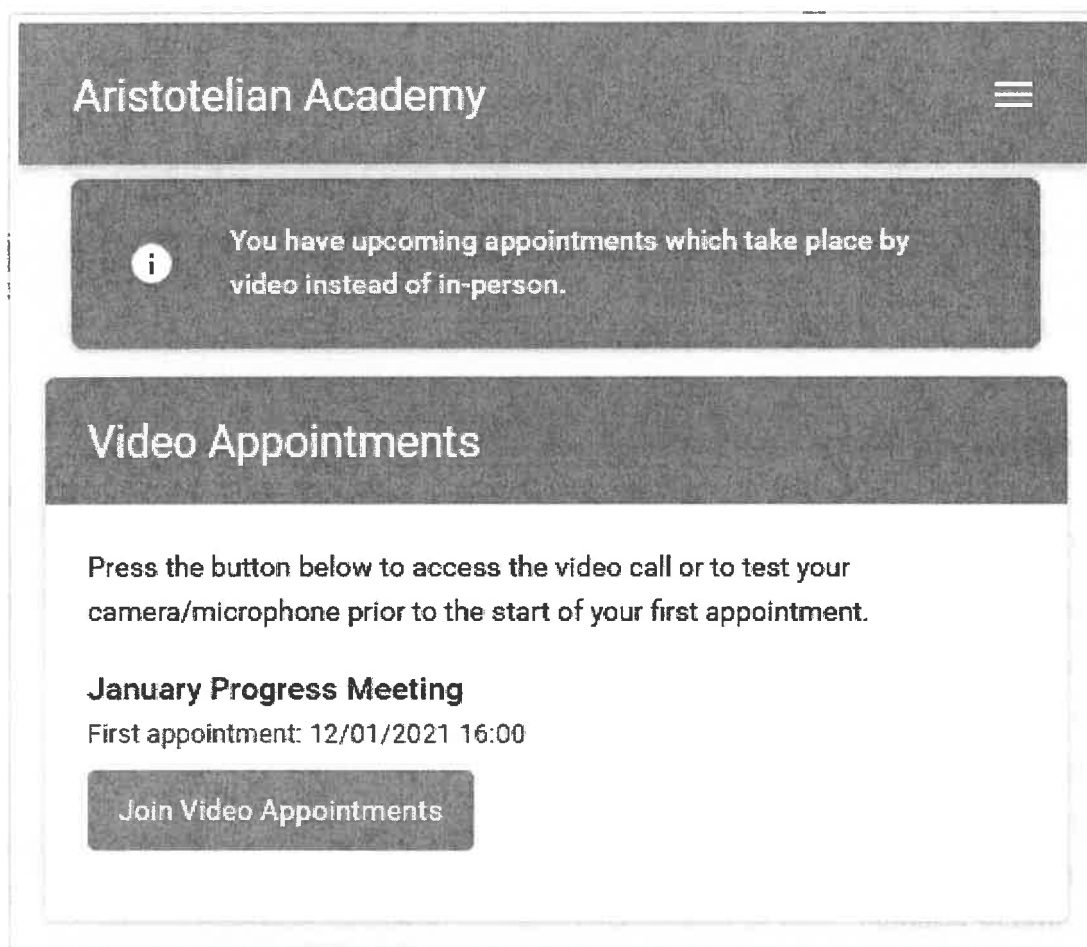 Aristotelian Academy
You have upcoming appointments which take place by
video instead of in-person.
Video Appointments
Press the button below to access the video call or to test your
camera/microphone prior to the start of your first appointment.
January Progress Meeting
First appointment: 12/01/2021 16:00
Join Video Appointments